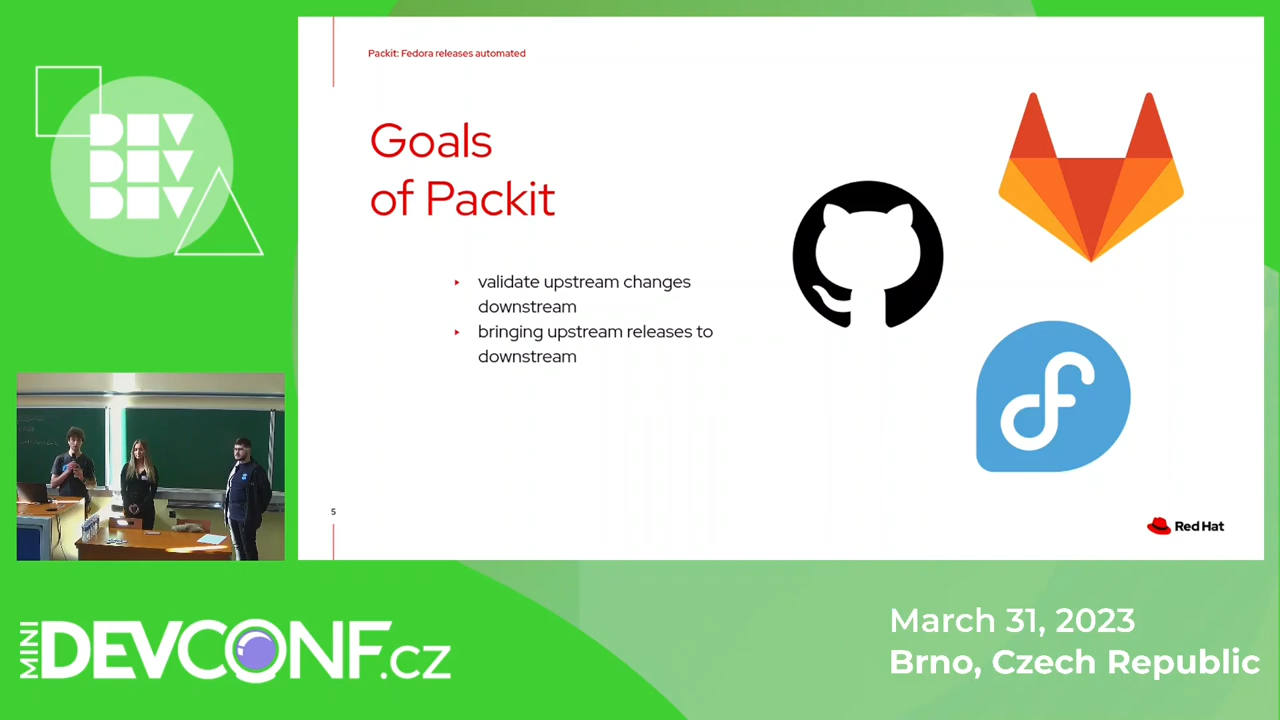 DEV
DEV
DEV
Packit: Fedora releases automated
Goals
of Packit
validate upstream changes
downstream
bringing upstream releases to
downstream
5
Red Hat
MINI
DEVCONF.cz
March 31, 2023
Brno, Czech Republic